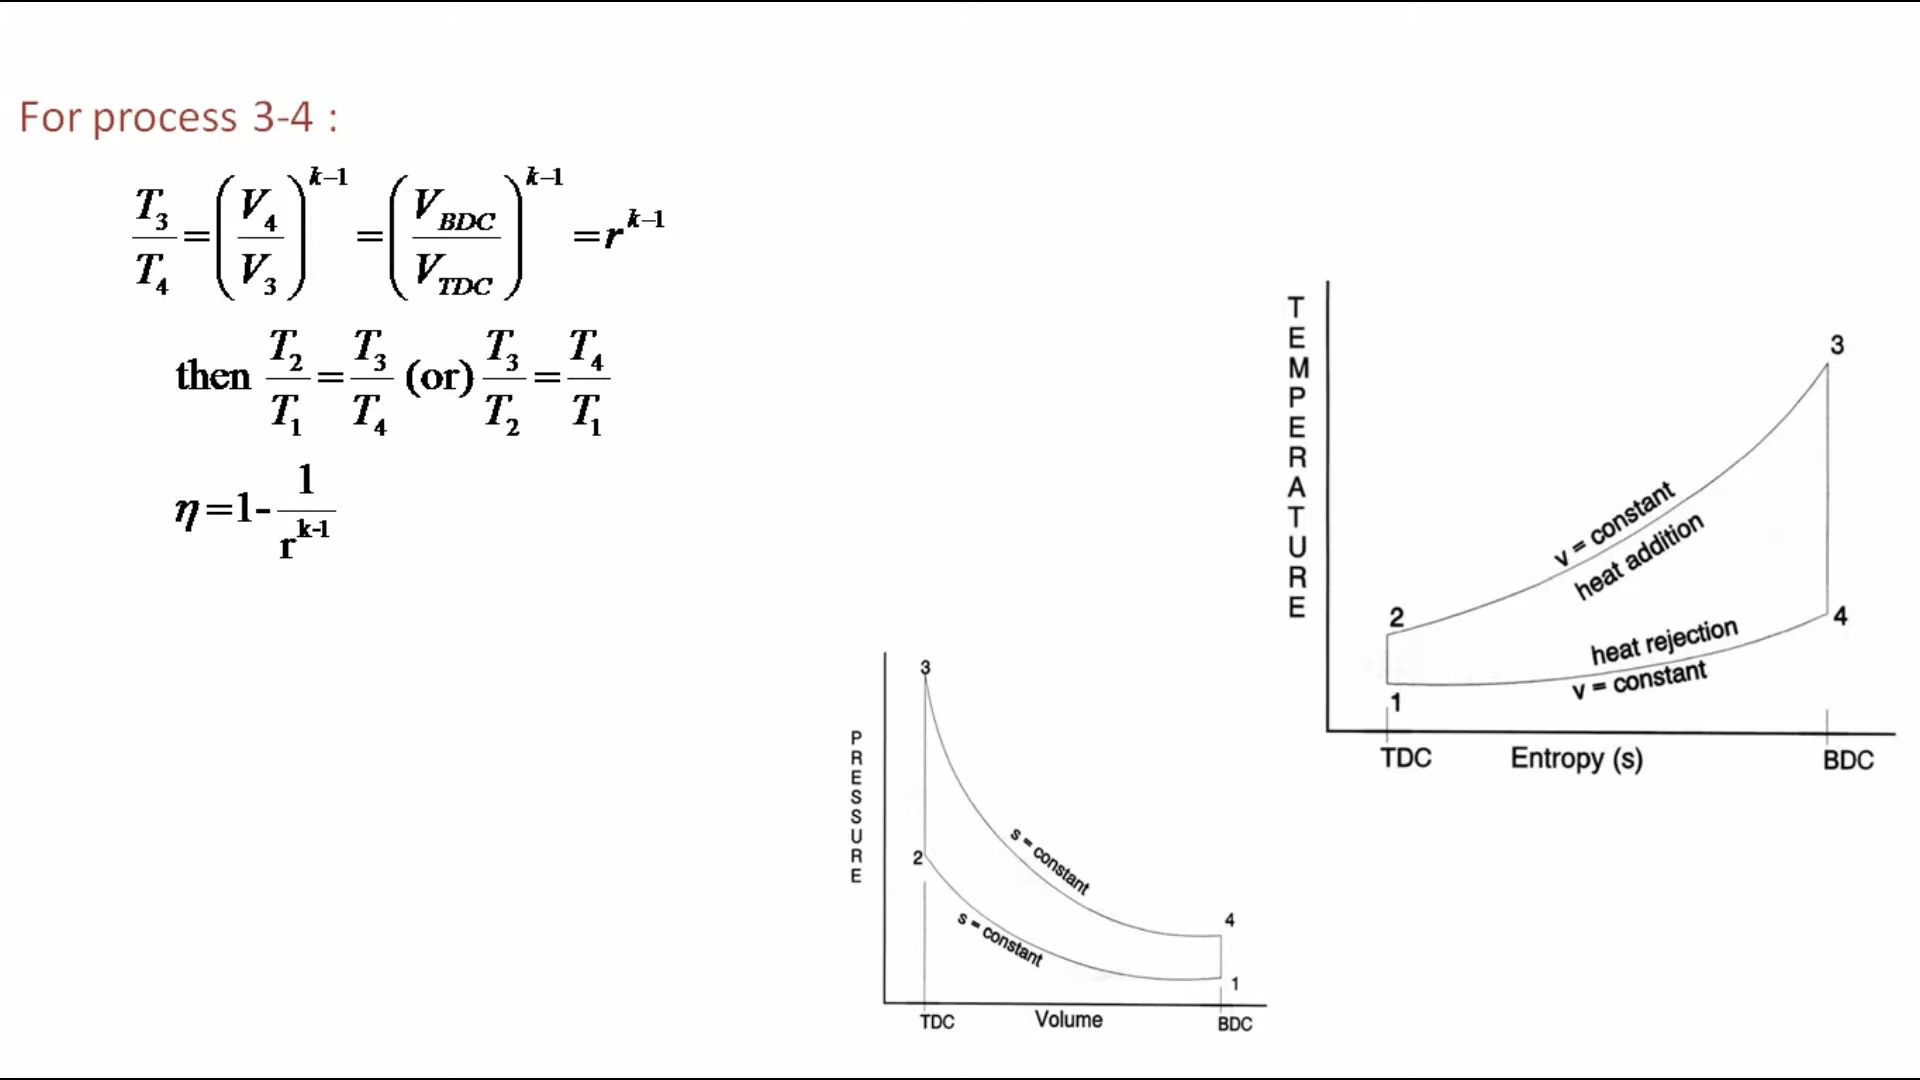 For process 3-4 :
T₃/T₄ = (V₄/V₃)^(k−1) = (V_BDC/V_TDC)^(k−1) = r^(k−1)
then T₂/T₁ = T₃/T₄ (or) T₃/T₂ = T₄/T₁
η = 1- 1/r^(k-1)
TEMPERATURE
3
v = constant
heat addition
2
4
heat rejection
v = constant
1
TDC
Entropy (s)
BDC
PRESSURE
3
s = constant
2
4
s = constant
1
TDC
Volume
BDC